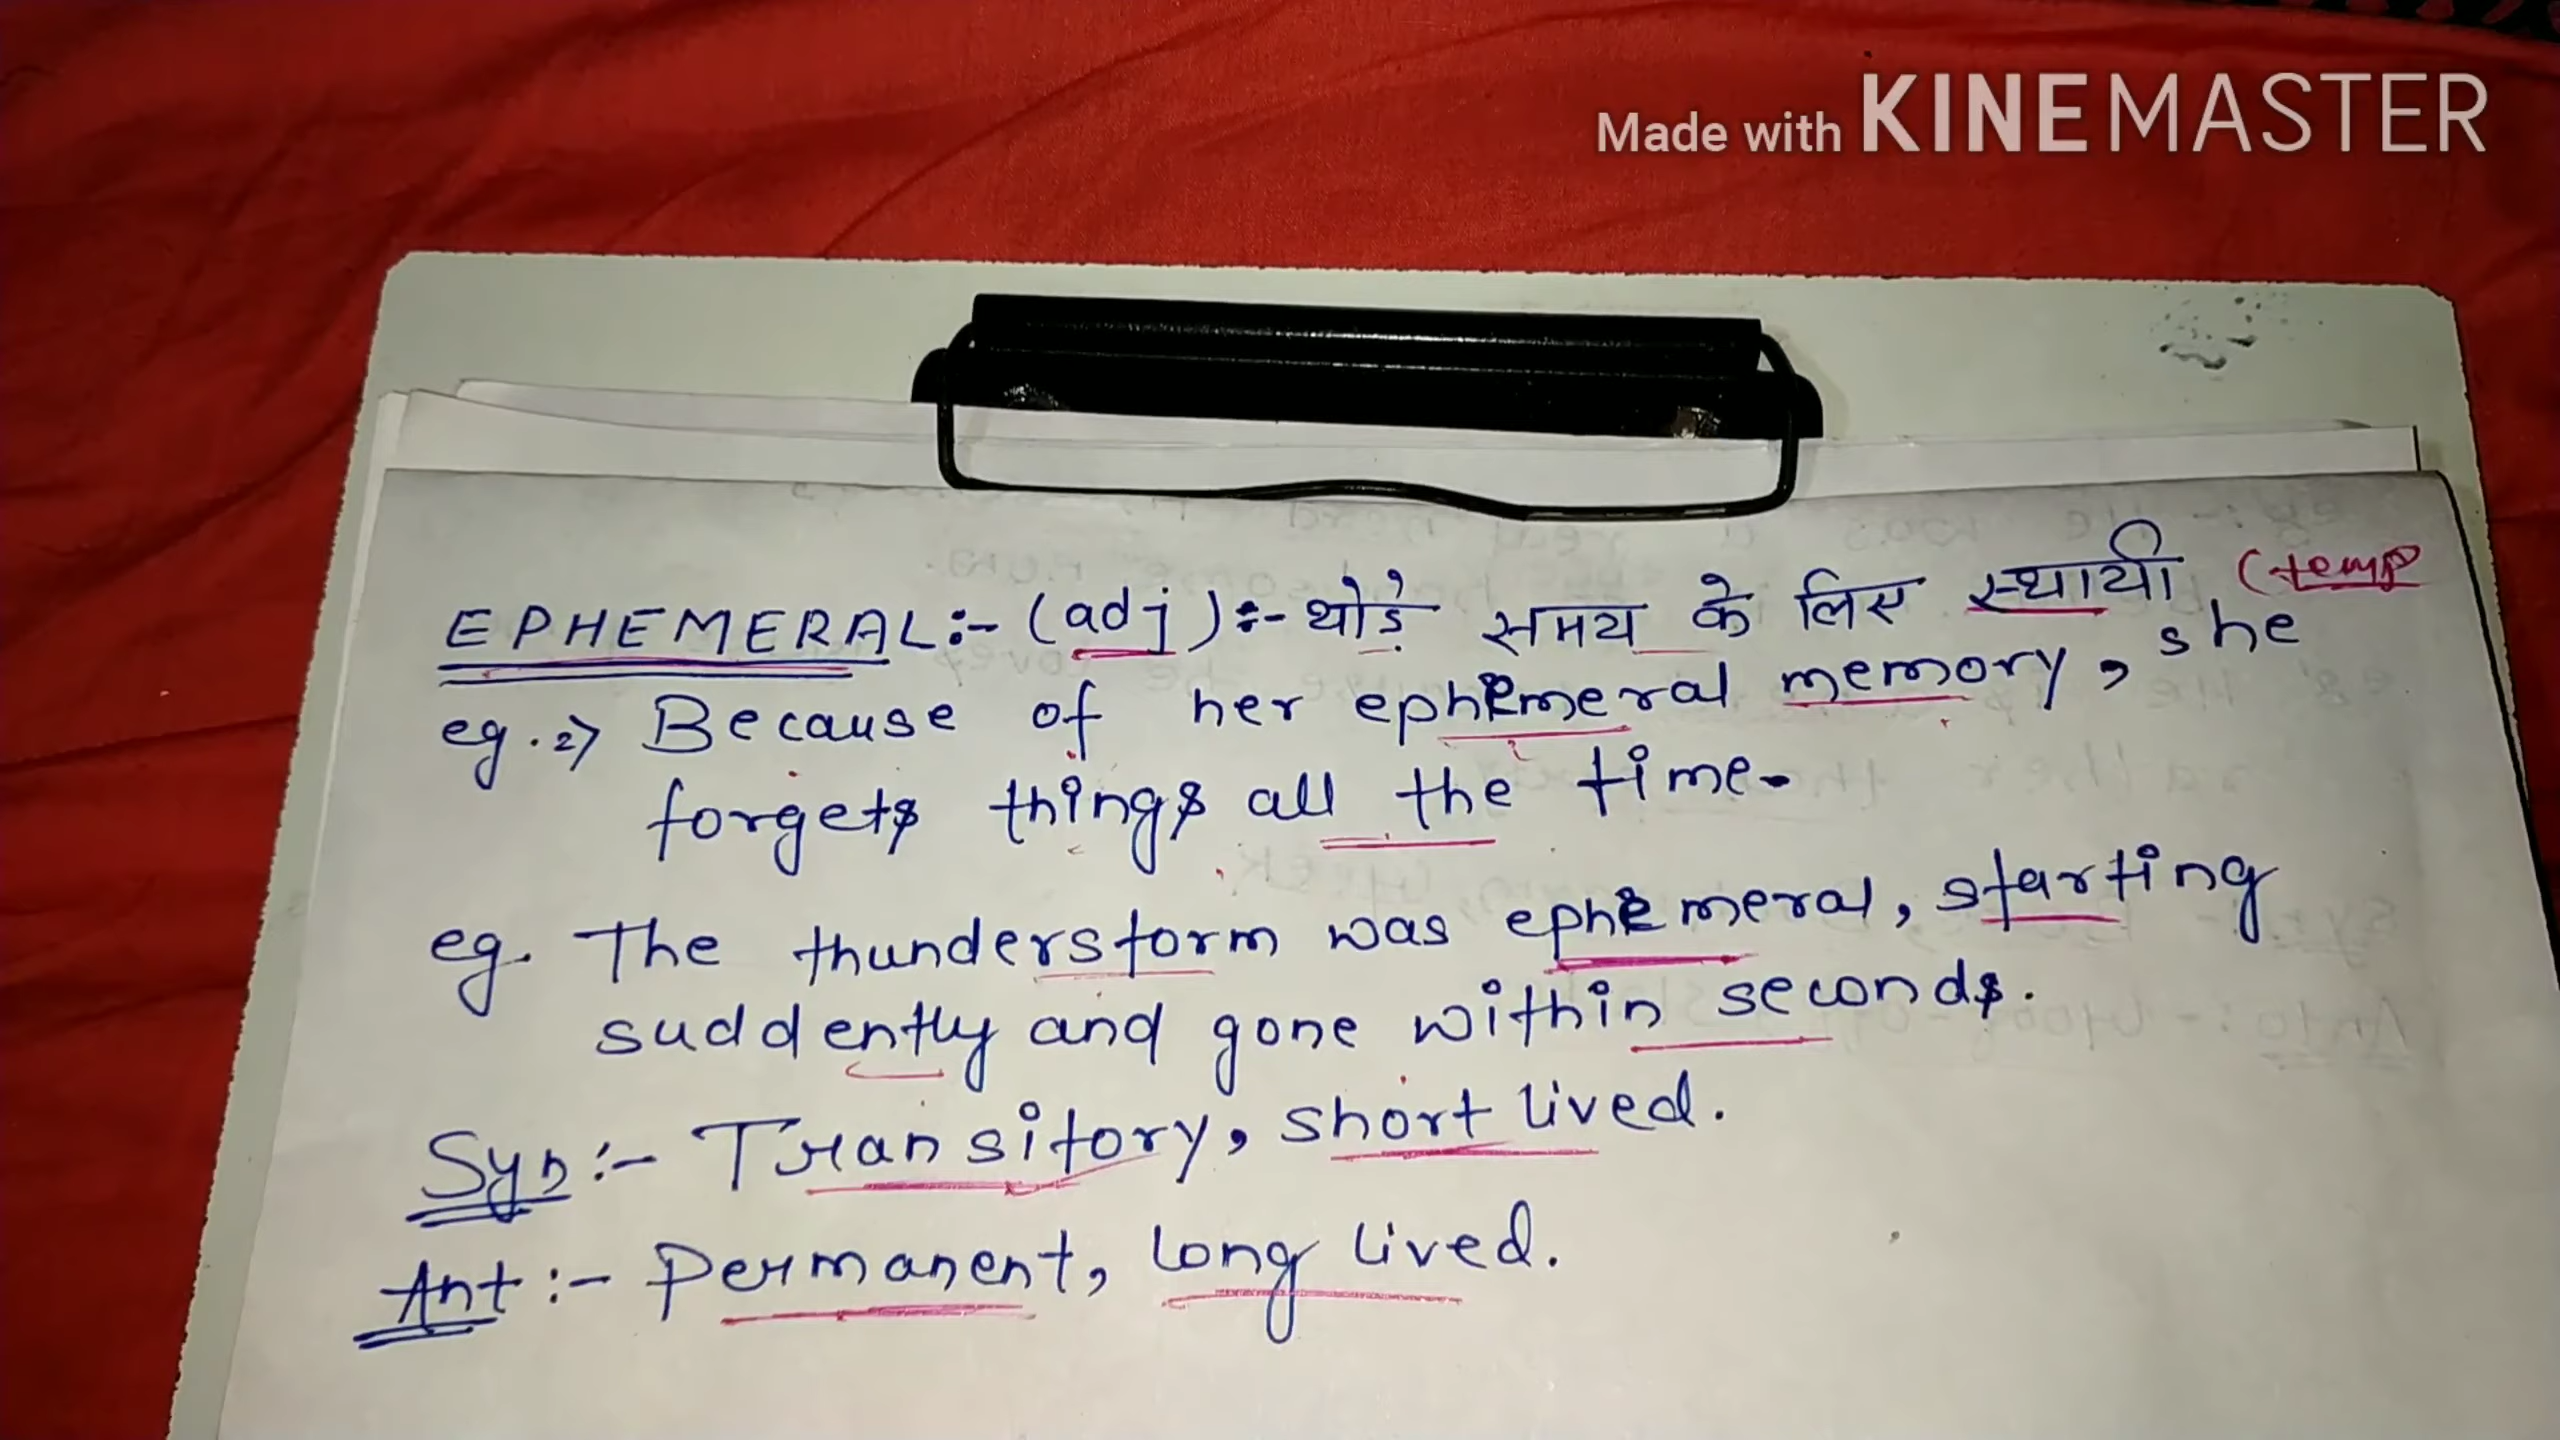 Made with KINEMASTER
EPHEMERAL:- (adj):- थोड़े समय के लिए स्थायी (temp
eg.2> Because of her ephemeral memory, she
forgets things all the time.
eg. The thunderstorm was ephemeral, starting
suddently and gone within seconds.
Syn:- Transitory, short lived.
Ant:- Permanent, long lived.